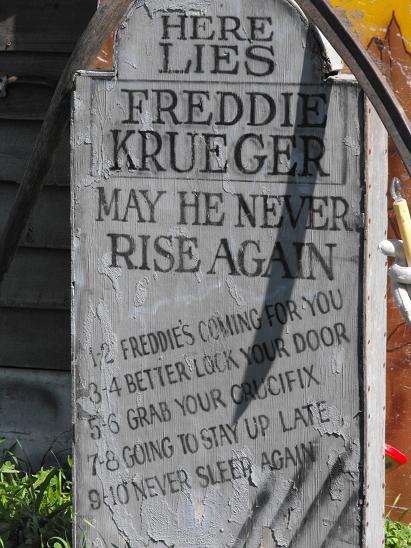 HERE
LIES
FREDDIE
KRUEGER
MAY HE NEVER
RISE AGAIN
1-2 FREDDIE'S COMING FOR YOU
3-4 BETTER LOCK YOUR DOOR
5-6 GRAB YOUR CRUCIFIX
7-8 GOING TO STAY UP LATE
9-10 NEVER SLEEP AGAIN